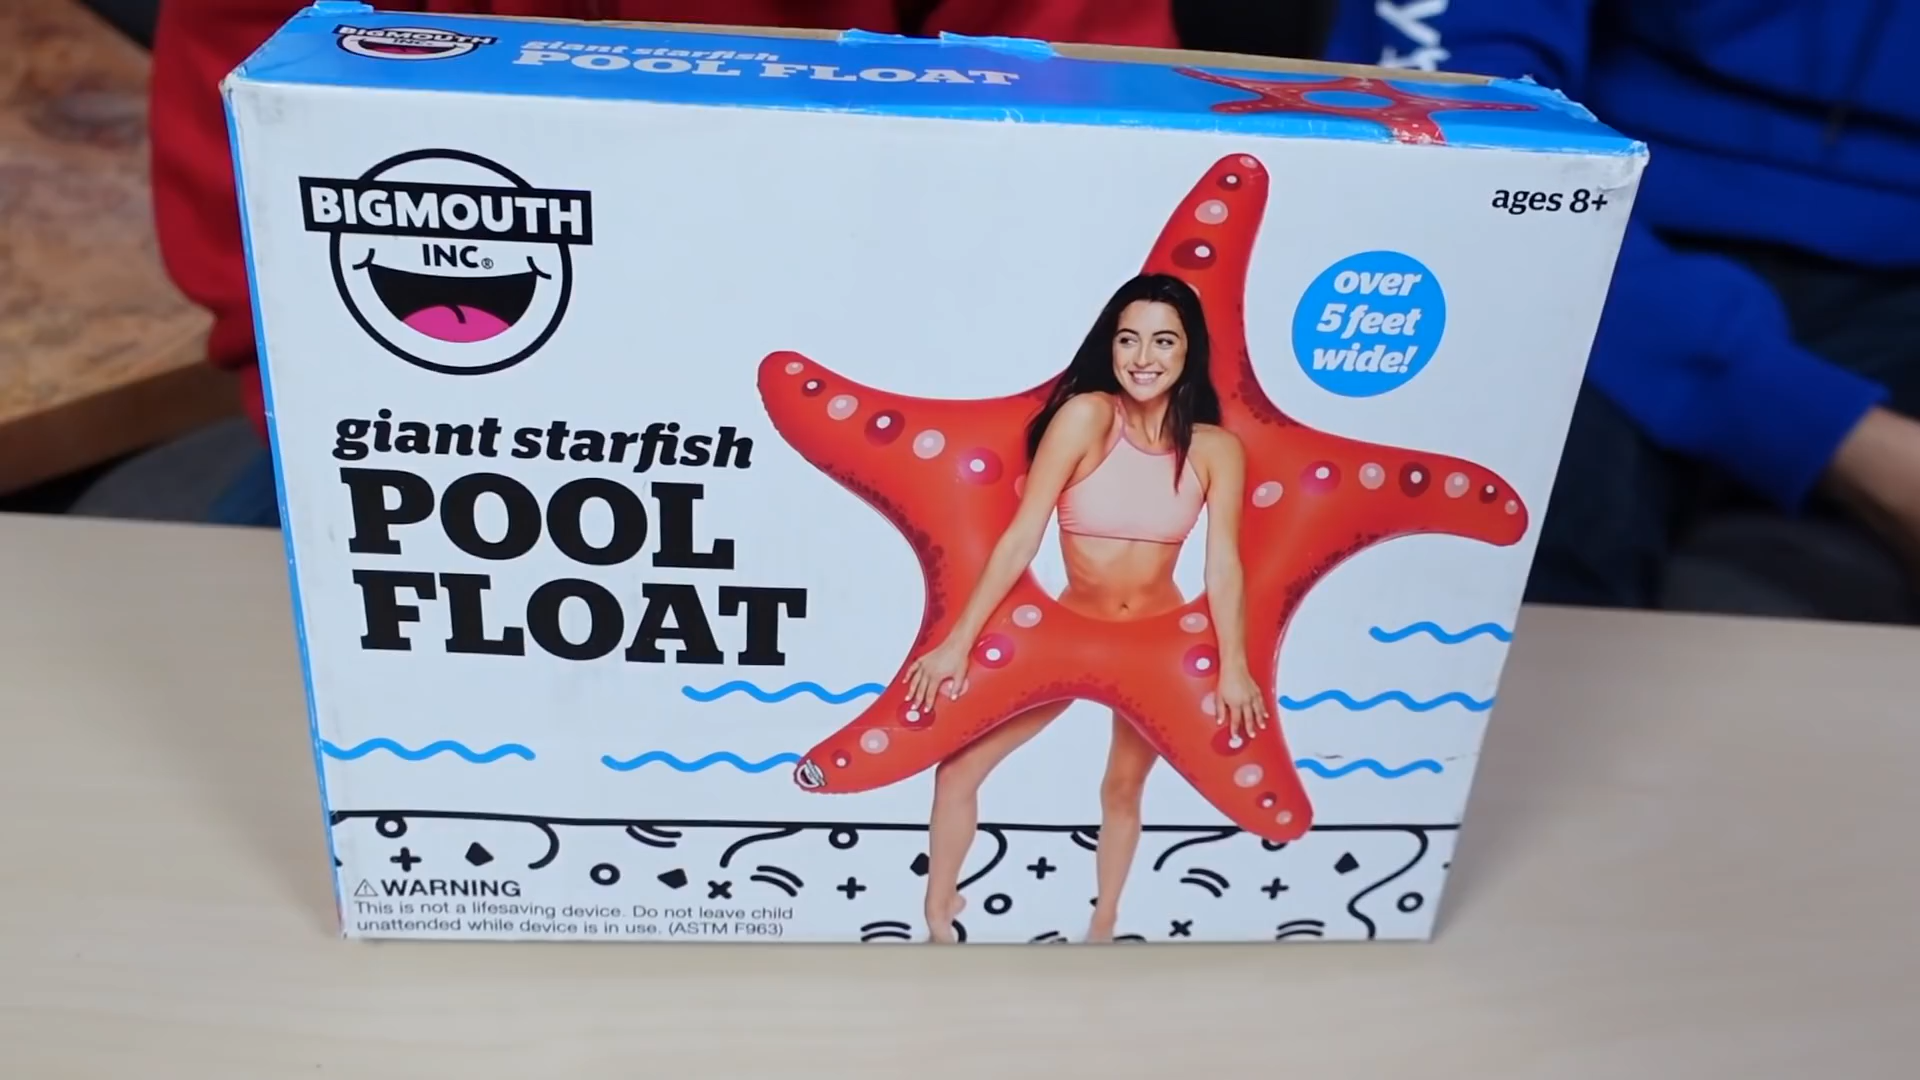 BIGMOUTH
INC.
giant starfish
POOL FLOAT
BIGMOUTH
INC®
ages 8+
over
5 feet
wide!
giant starfish
POOL
FLOAT
⚠WARNING
This is not a lifesaving device. Do not leave child
unattended while device is in use. (ASTM F963)